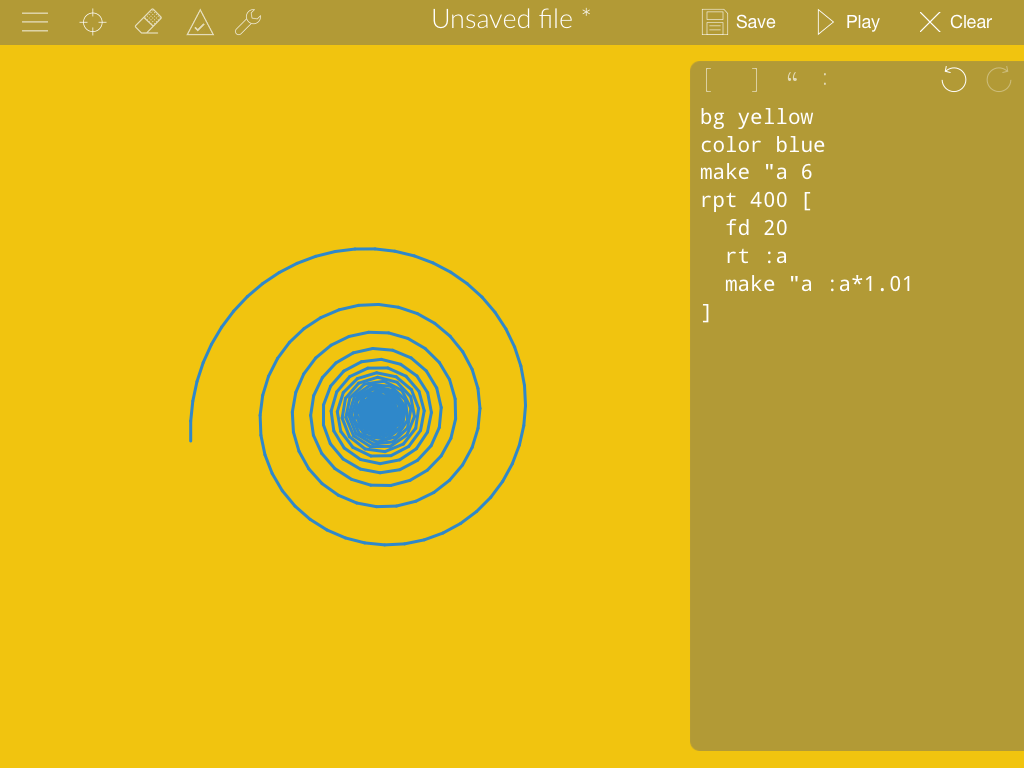 Unsaved file *
Save
Play
Clear
[ ] “ :
bg yellow
color blue
make "a 6
rpt 400 [
  fd 20
  rt :a
  make "a :a*1.01
]